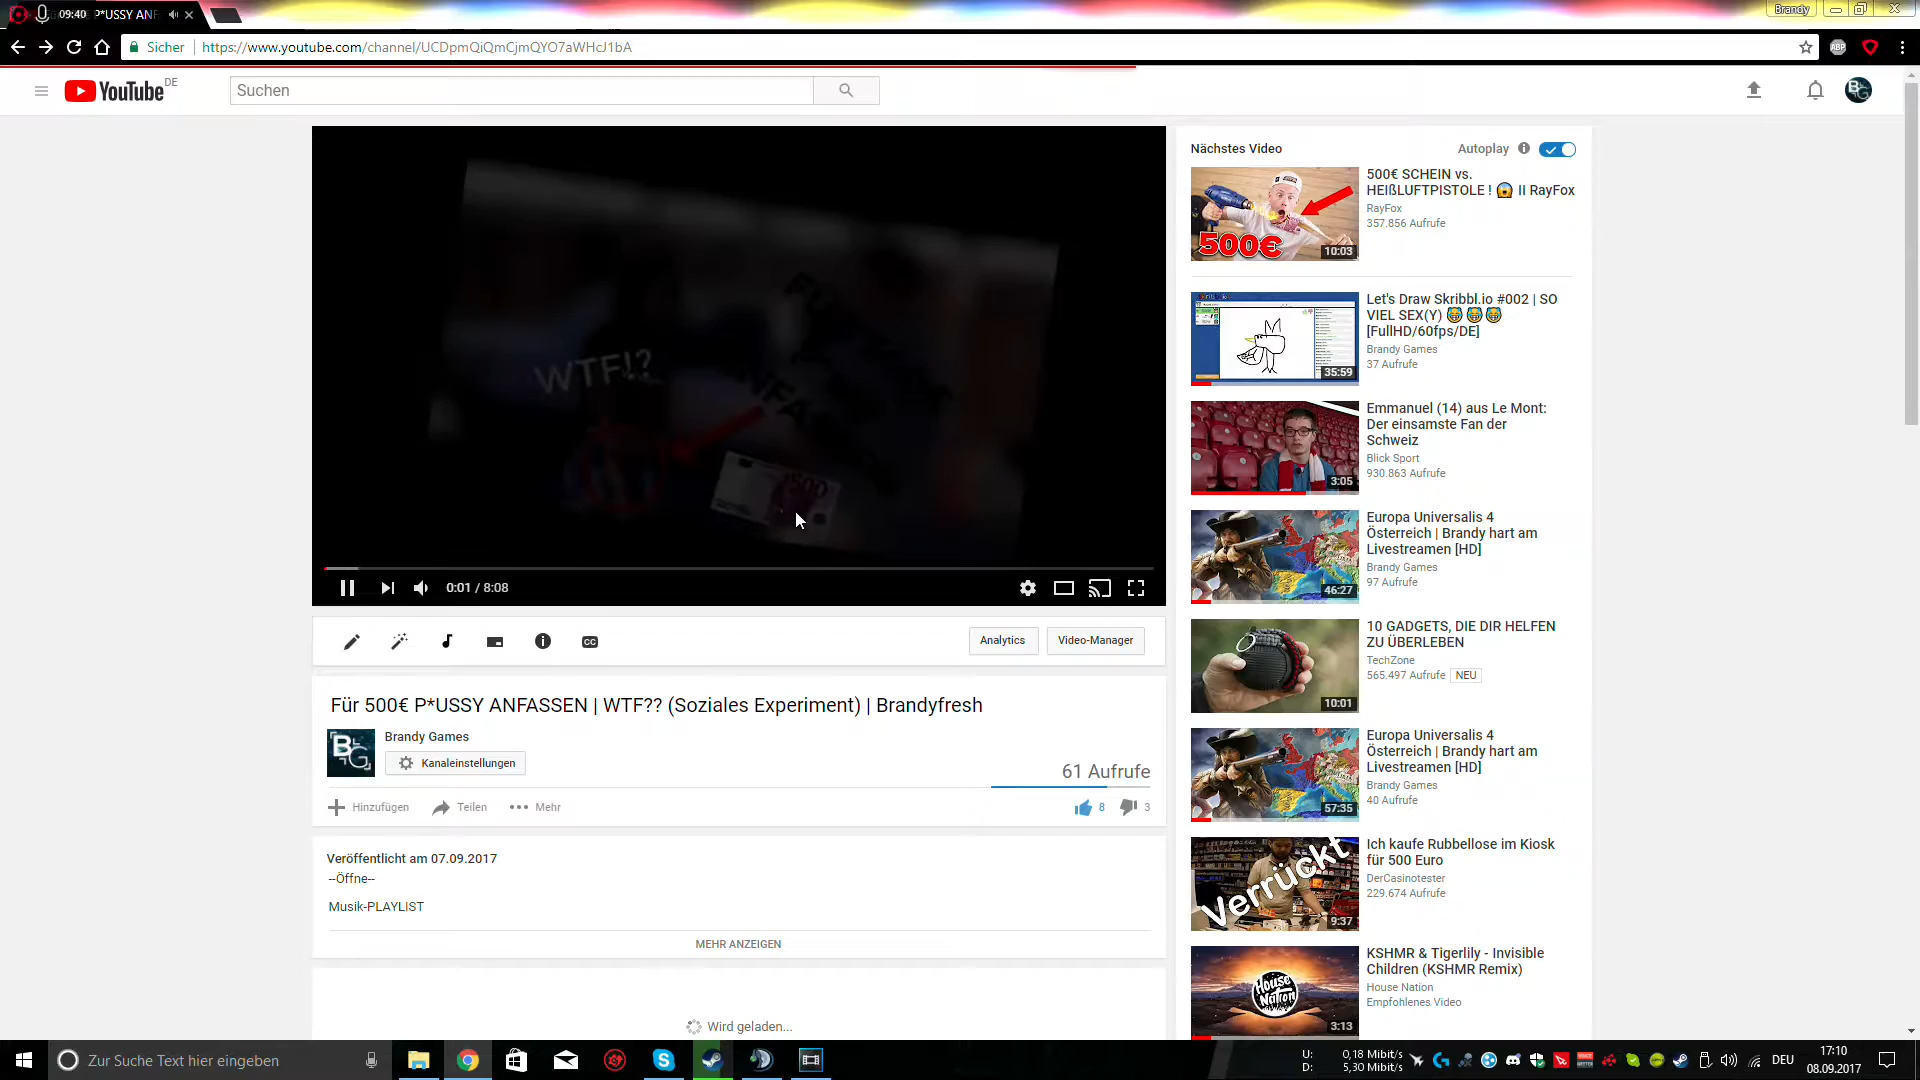 09:40 P*USSY ANF
Brandy
Sicher https://www.youtube.com/channel/UCDpmQiQmCjmQYO7aWHcJ1bA
ABP
YouTube DE
Suchen
WTF!?
500
0:01 / 8:08
CC
Analytics
Video-Manager
Für 500€ P*USSY ANFASSEN | WTF?? (Soziales Experiment) | Brandyfresh
Brandy Games
Kanaleinstellungen
61 Aufrufe
Hinzufügen
Teilen
Mehr
8
3
Veröffentlicht am 07.09.2017
--Öffne--
Musik-PLAYLIST
MEHR ANZEIGEN
Wird geladen...
Nächstes Video
Autoplay
500€
10:03
500€ SCHEIN vs.
HEIßLUFTPISTOLE ! 😱 II RayFox
RayFox
357.856 Aufrufe
35:59
Let's Draw Skribbl.io #002 | SO
VIEL SEX(Y) 😹😹😹
[FullHD/60fps/DE]
Brandy Games
37 Aufrufe
3:05
Emmanuel (14) aus Le Mont:
Der einsamste Fan der
Schweiz
Blick Sport
930.863 Aufrufe
46:27
Europa Universalis 4
Österreich | Brandy hart am
Livestreamen [HD]
Brandy Games
97 Aufrufe
10:01
10 GADGETS, DIE DIR HELFEN
ZU ÜBERLEBEN
TechZone
565.497 Aufrufe NEU
57:35
Europa Universalis 4
Österreich | Brandy hart am
Livestreamen [HD]
Brandy Games
40 Aufrufe
Verrückt
9:37
Ich kaufe Rubbellose im Kiosk
für 500 Euro
DerCasinotester
229.674 Aufrufe
House
Nation
3:13
KSHMR & Tigerlily - Invisible
Children (KSHMR Remix)
House Nation
Empfohlenes Video
Zur Suche Text hier eingeben
U: 0,18 Mibit/s
D: 5,30 Mibit/s
DEU
17:10
08.09.2017